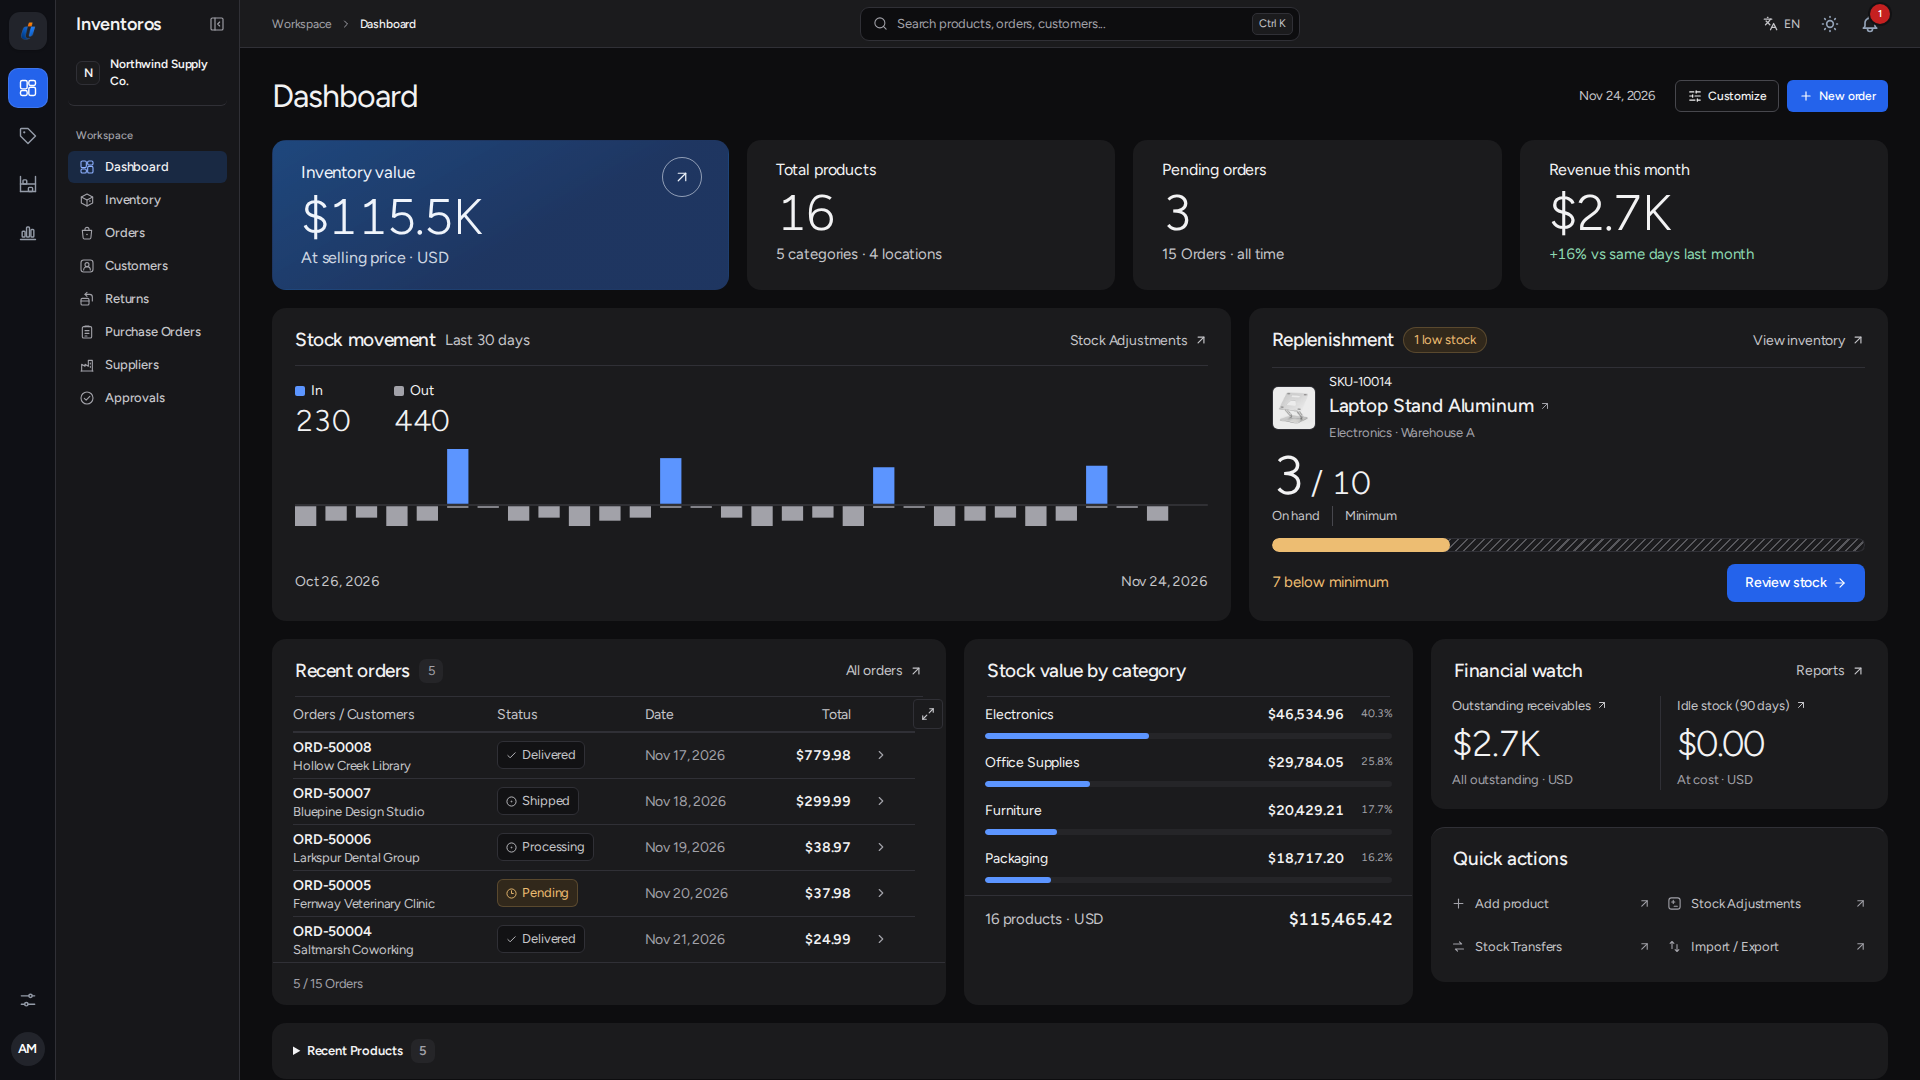 Inventoros
N
Northwind Supply
Co.
Workspace
Dashboard
Inventory
Orders
Customers
Returns
Purchase Orders
Suppliers
Approvals
AM
Workspace
Dashboard
Search products, orders, customers...
Ctrl K
EN
1
Dashboard
Nov 24, 2026
Customize
New order
Inventory value
$115.5K
At selling price · USD
Total products
16
5 categories · 4 locations
Pending orders
3
15 Orders · all time
Revenue this month
$2.7K
+16% vs same days last month
Stock movement Last 30 days
Stock Adjustments
In
230
Out
440
Oct 26, 2026
Nov 24, 2026
Replenishment
1 low stock
View inventory
SKU-10014
Laptop Stand Aluminum
Electronics · Warehouse A
3 / 10
On hand
Minimum
7 below minimum
Review stock
Recent orders 5
All orders
Orders / Customers Status Date Total
ORD-50008
Hollow Creek Library
Delivered
Nov 17, 2026
$779.98
ORD-50007
Bluepine Design Studio
Shipped
Nov 18, 2026
$299.99
ORD-50006
Larkspur Dental Group
Processing
Nov 19, 2026
$38.97
ORD-50005
Fernway Veterinary Clinic
Pending
Nov 20, 2026
$37.98
ORD-50004
Saltmarsh Coworking
Delivered
Nov 21, 2026
$24.99
5 / 15 Orders
Stock value by category
Electronics $46,534.96 40.3%
Office Supplies $29,784.05 25.8%
Furniture $20,429.21 17.7%
Packaging $18,717.20 16.2%
16 products · USD $115,465.42
Financial watch
Reports
Outstanding receivables
$2.7K
All outstanding · USD
Idle stock (90 days)
$0.00
At cost · USD
Quick actions
Add product
Stock Adjustments
Stock Transfers
Import / Export
Recent Products 5